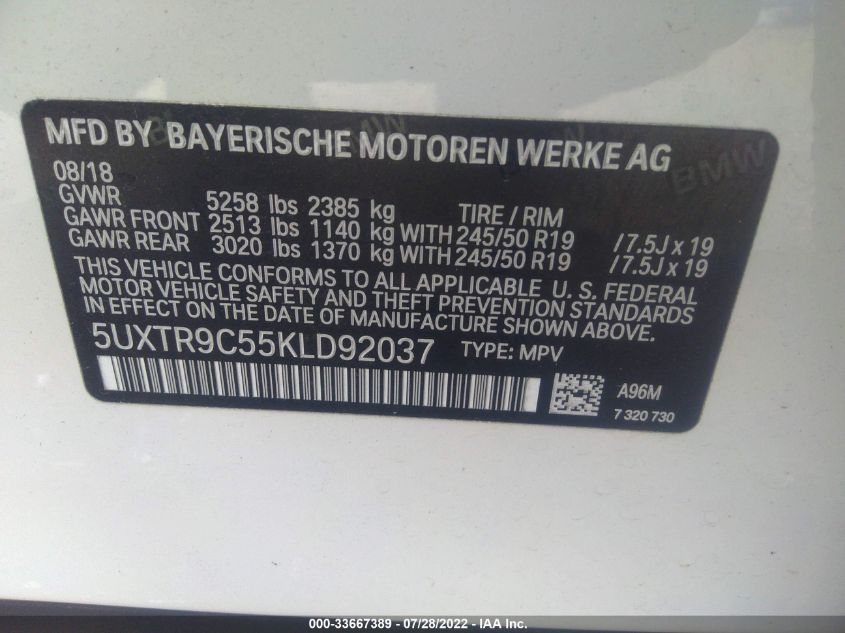 MFD BY BAYERISCHE MOTOREN WERKE AG
08/18
GVWR 5258 lbs 2385 kg TIRE / RIM
GAWR FRONT 2513 lbs 1140 kg WITH 245/50 R19 / 7.5J x 19
GAWR REAR 3020 lbs 1370 kg WITH 245/50 R19 / 7.5J x 19
THIS VEHICLE CONFORMS TO ALL APPLICABLE U. S. FEDERAL
MOTOR VEHICLE SAFETY AND THEFT PREVENTION STANDARDS
IN EFFECT ON THE DATE OF MANUFACTURE SHOWN ABOVE.
5UXTR9C55KLD92037 TYPE: MPV
A96M
7 320 730
BMW
BMW
BMW
000-33667389 - 07/28/2022 - IAA Inc.